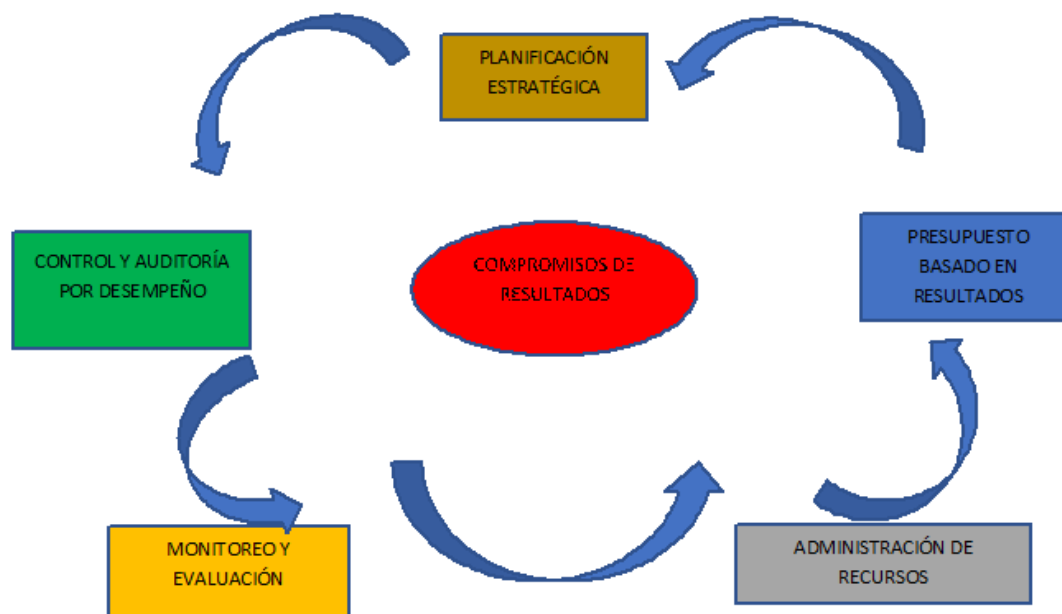 PLANIFICACIÓN
ESTRATÉGICA
CONTROL Y AUDITORÍA
POR DESEMPEÑO
COMPROMISOS DE
RESULTADOS
PRESUPUESTO
BASADO EN
RESULTADOS
MONITOREO Y
EVALUACIÓN
ADMINISTRACIÓN DE
RECURSOS